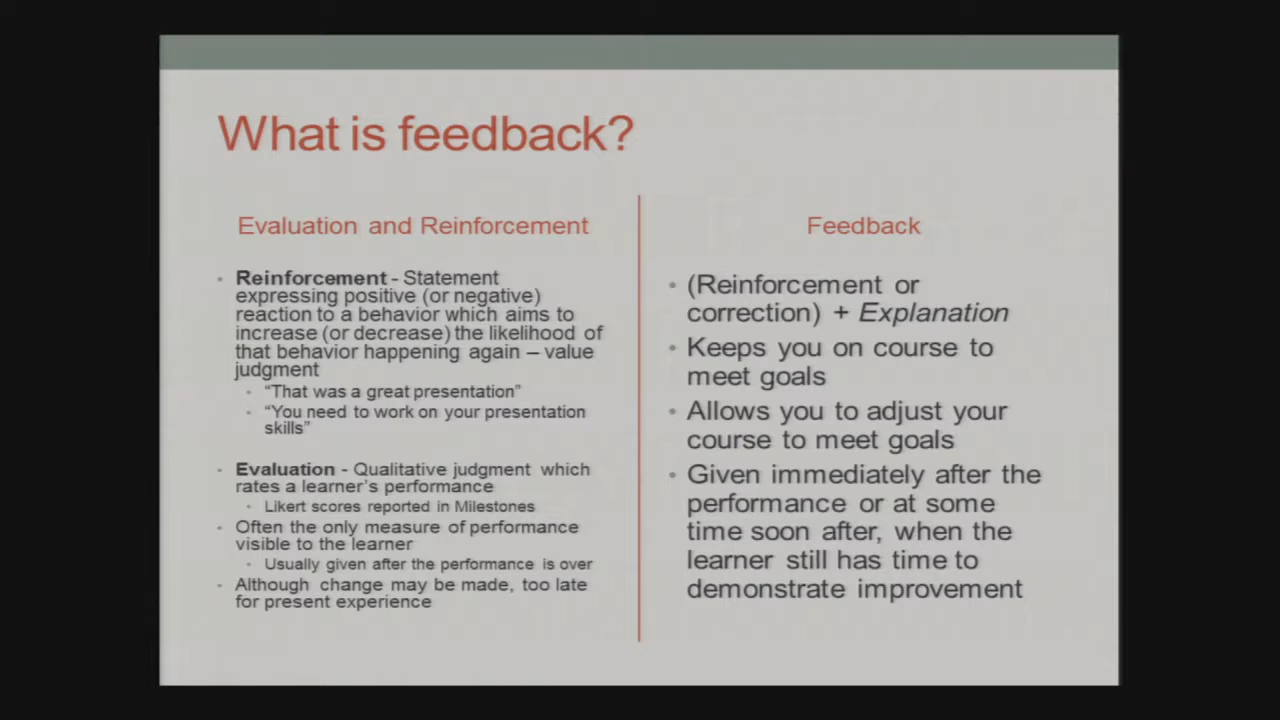 What is feedback?
Evaluation and Reinforcement
Reinforcement - Statement
expressing positive (or negative)
reaction to a behavior which aims to
increase (or decrease) the likelihood of
that behavior happening again – value
judgment
"That was a great presentation"
"You need to work on your presentation
skills"
Evaluation - Qualitative judgment which
rates a learner's performance
Likert scores reported in Milestones
Often the only measure of performance
visible to the learner
Usually given after the performance is over
Although change may be made, too late
for present experience
Feedback
(Reinforcement or
correction) + Explanation
Keeps you on course to
meet goals
Allows you to adjust your
course to meet goals
Given immediately after the
performance or at some
time soon after, when the
learner still has time to
demonstrate improvement